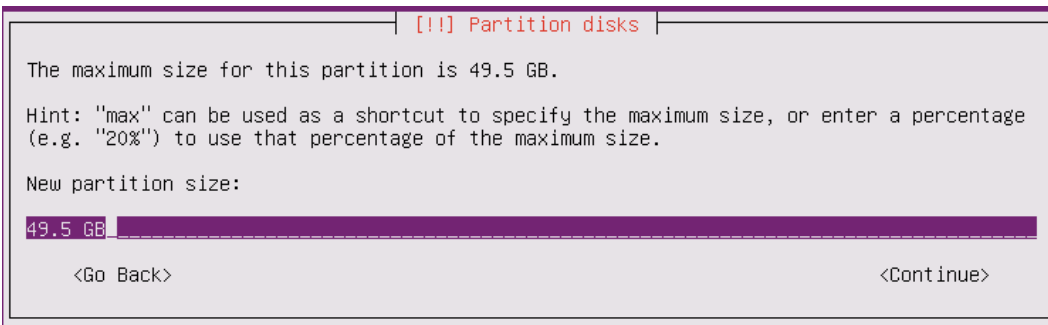 [!!] Partition disks
The maximum size for this partition is 49.5 GB.
Hint: "max" can be used as a shortcut to specify the maximum size, or enter a percentage
(e.g. "20%") to use that percentage of the maximum size.
New partition size:
49.5 GB
<Go Back> <Continue>